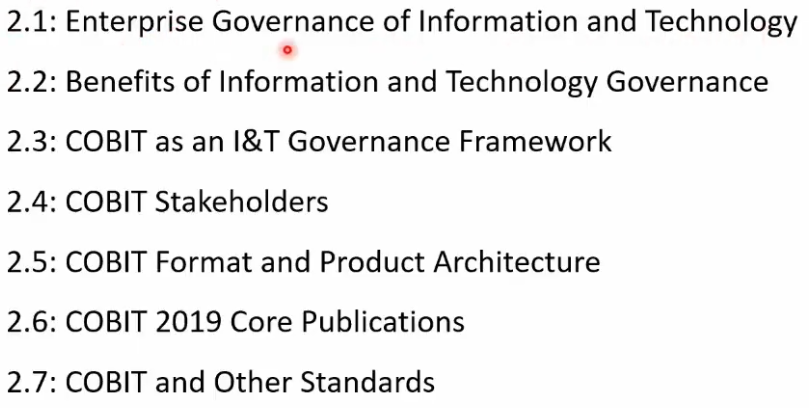 2.1: Enterprise Governance of Information and Technology
2.2: Benefits of Information and Technology Governance
2.3: COBIT as an I&T Governance Framework
2.4: COBIT Stakeholders
2.5: COBIT Format and Product Architecture
2.6: COBIT 2019 Core Publications
2.7: COBIT and Other Standards